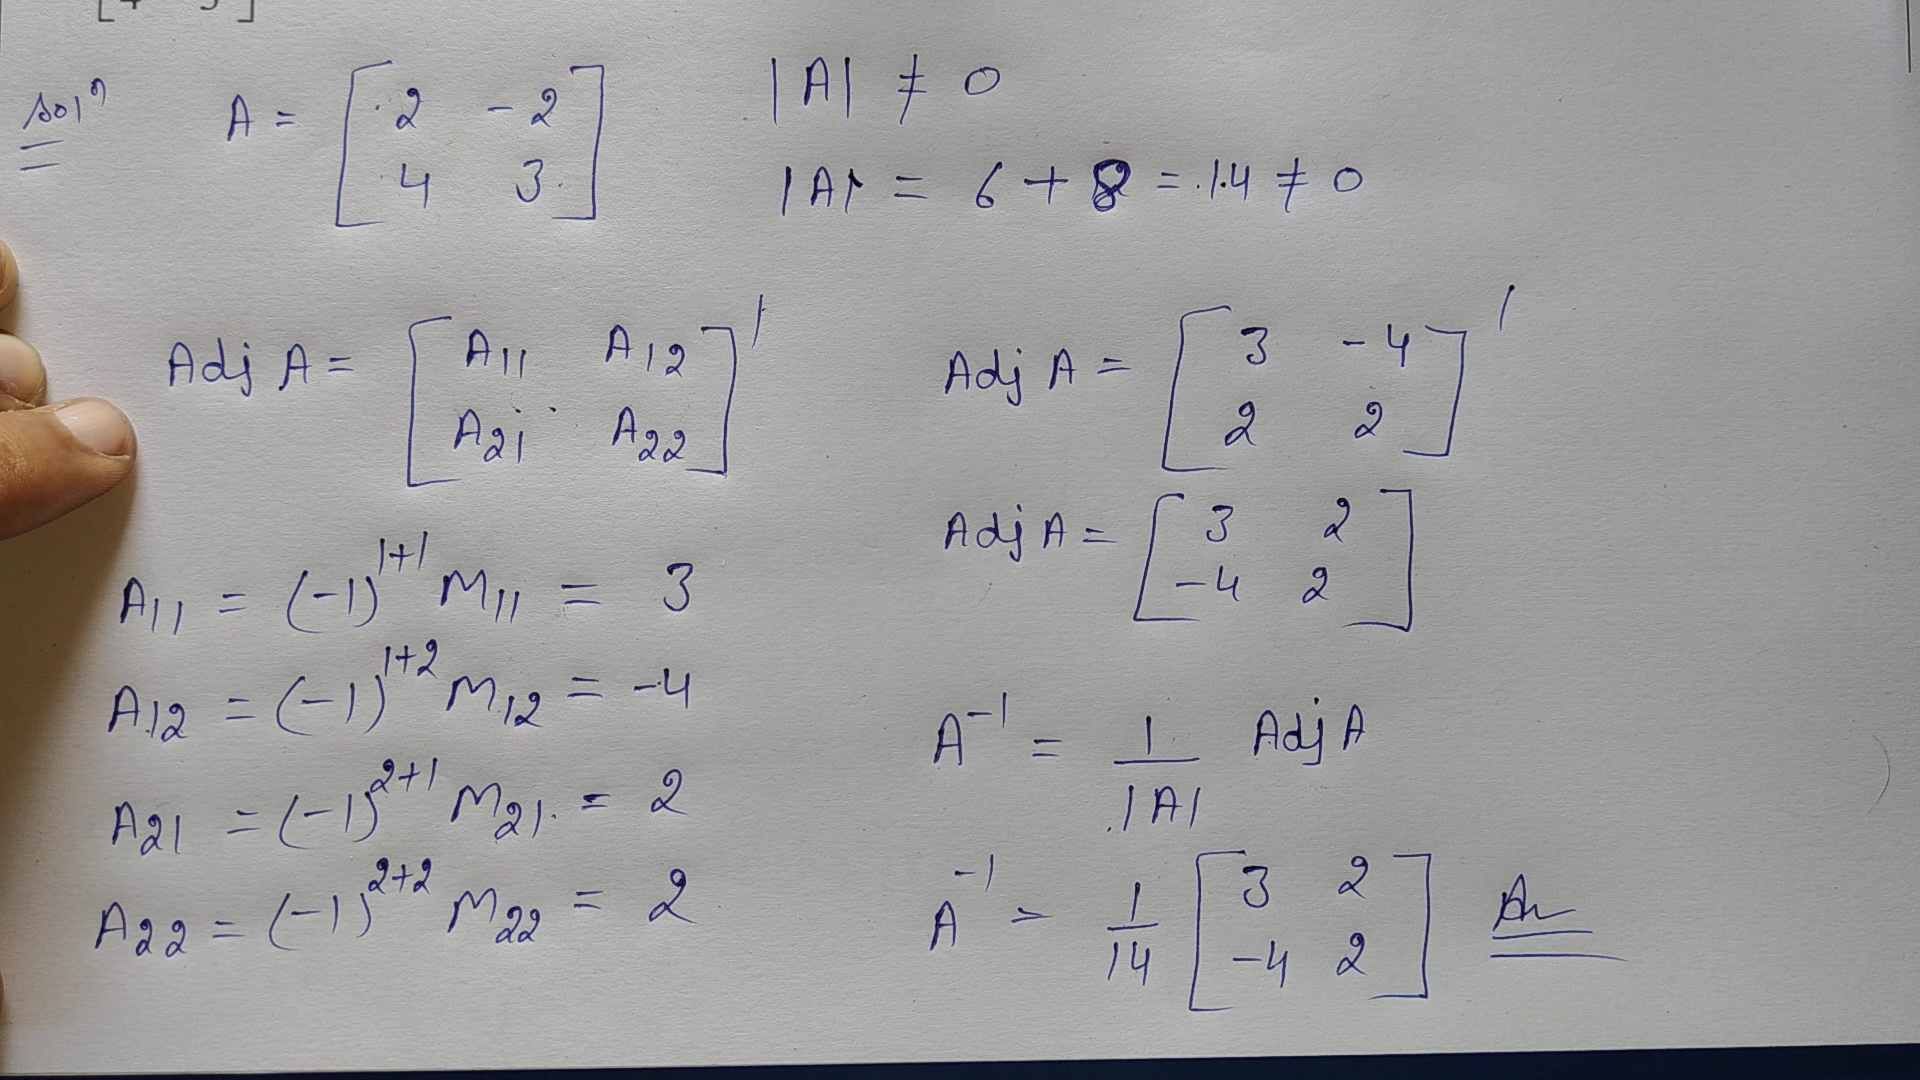 [4 3]
Soln A = [2 -2] |A| ≠ 0
[4 3] |A| = 6 + 8 = 14 ≠ 0
Adj A = [A11 A12]'
[A21 A22]
A11 = (-1)^1+1 M11 = 3
A12 = (-1)^1+2 M12 = -4
A21 = (-1)^2+1 M21 = 2
A22 = (-1)^2+2 M22 = 2
Adj A = [3 -4]'
[2 2]
Adj A = [3 2]
[-4 2]
A^-1 = 1/|A| Adj A
A^-1 = 1/14 [3 2] An
[-4 2]